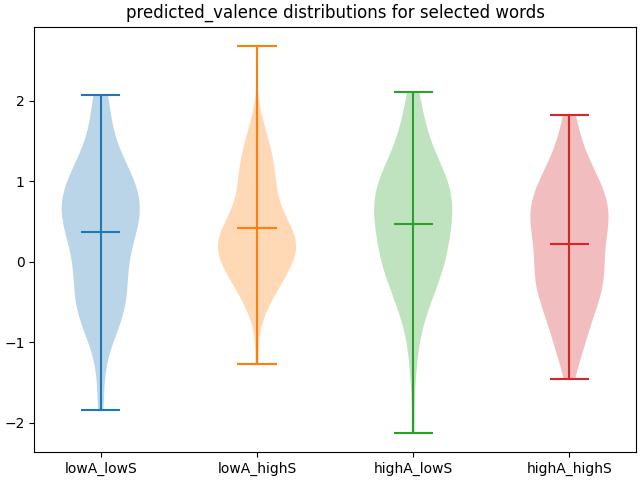 predicted_valence distributions for selected words
2
1
0
−1
−2
lowA_lowS
lowA_highS
highA_lowS
highA_highS